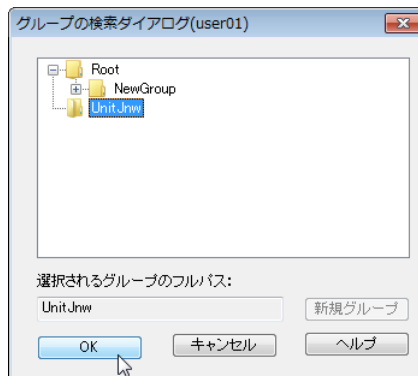 グループの検索ダイアログ(user01)
Root
NewGroup
UnitJnw
選択されるグループのフルパス:
UnitJnw
新規グループ
OK
キャンセル
ヘルプ